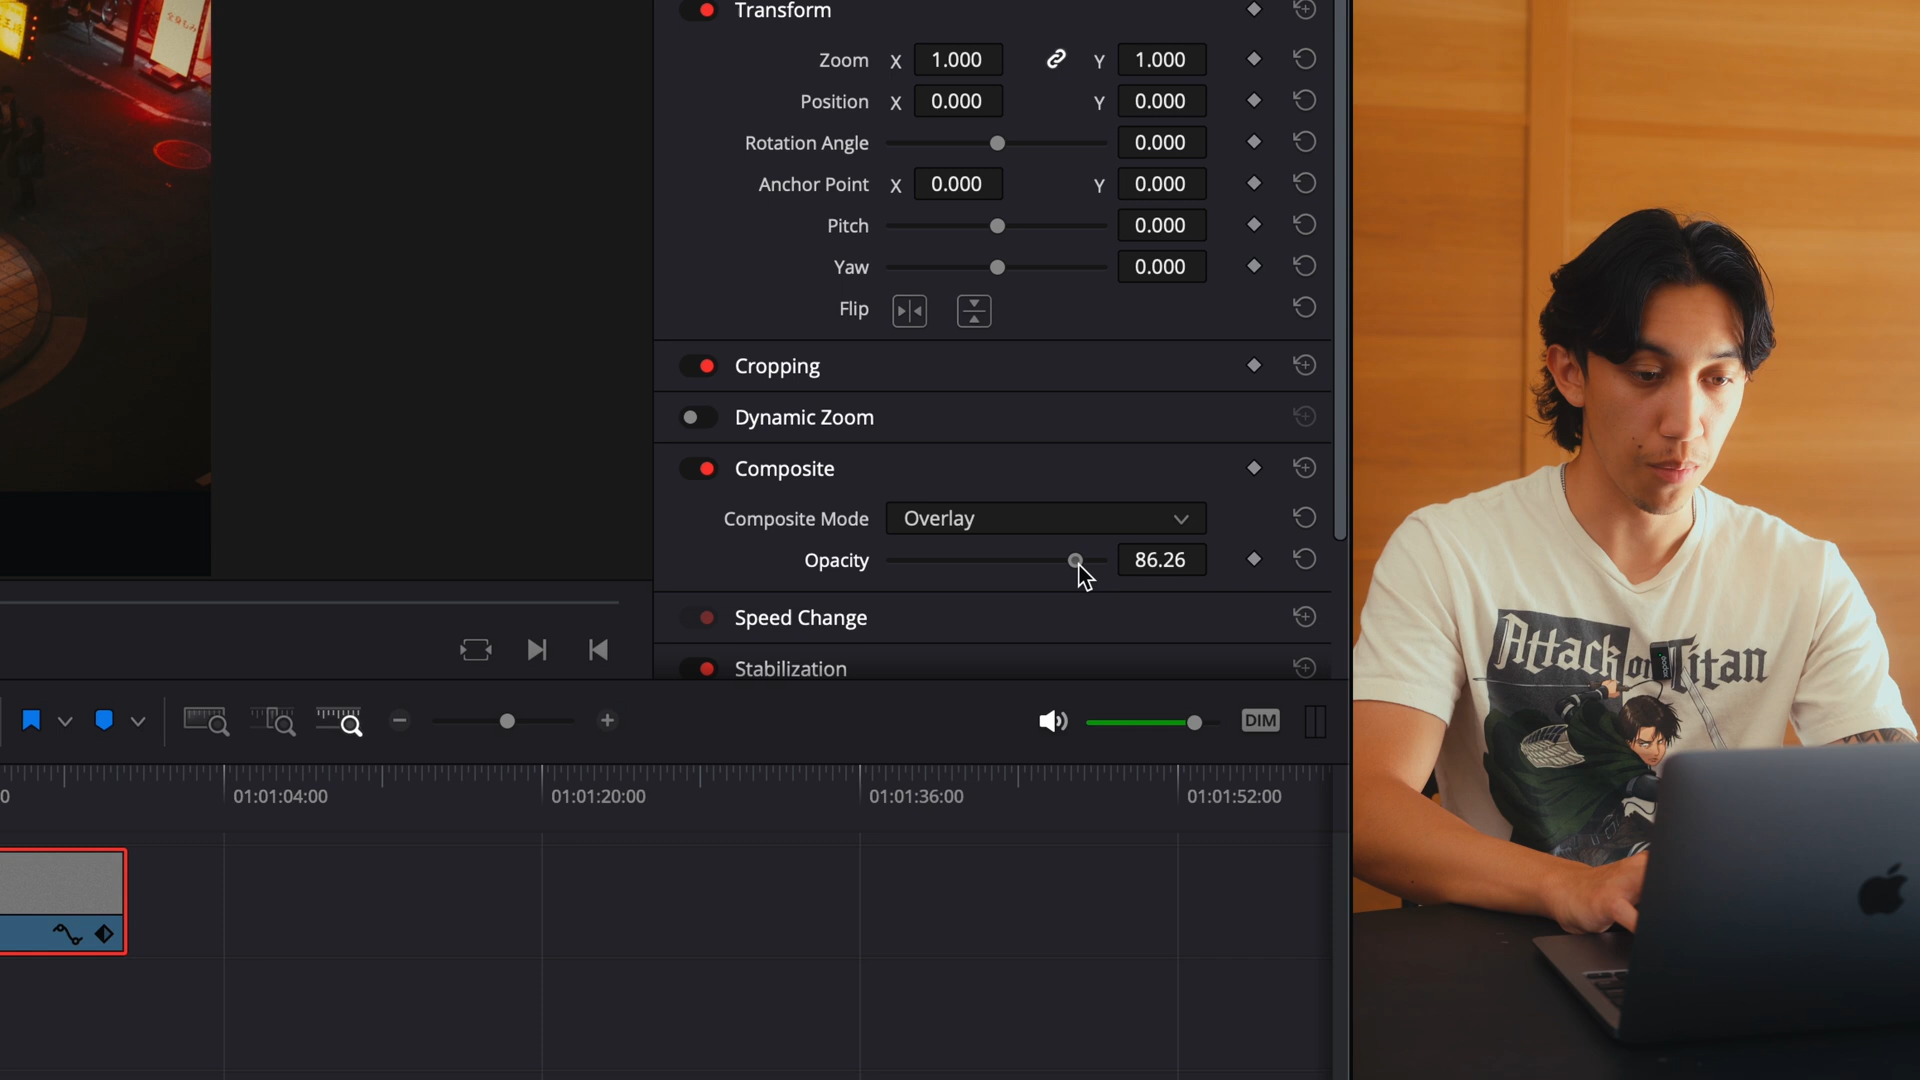 Transform
Zoom X 1.000 Y 1.000
Position X 0.000 Y 0.000
Rotation Angle 0.000
Anchor Point X 0.000 Y 0.000
Pitch 0.000
Yaw 0.000
Flip
Cropping
Dynamic Zoom
Composite
Composite Mode Overlay
Opacity 86.26
Speed Change
Stabilization
DIM
0 01:01:04:00 01:01:20:00 01:01:36:00 01:01:52:00
Attack on Titan